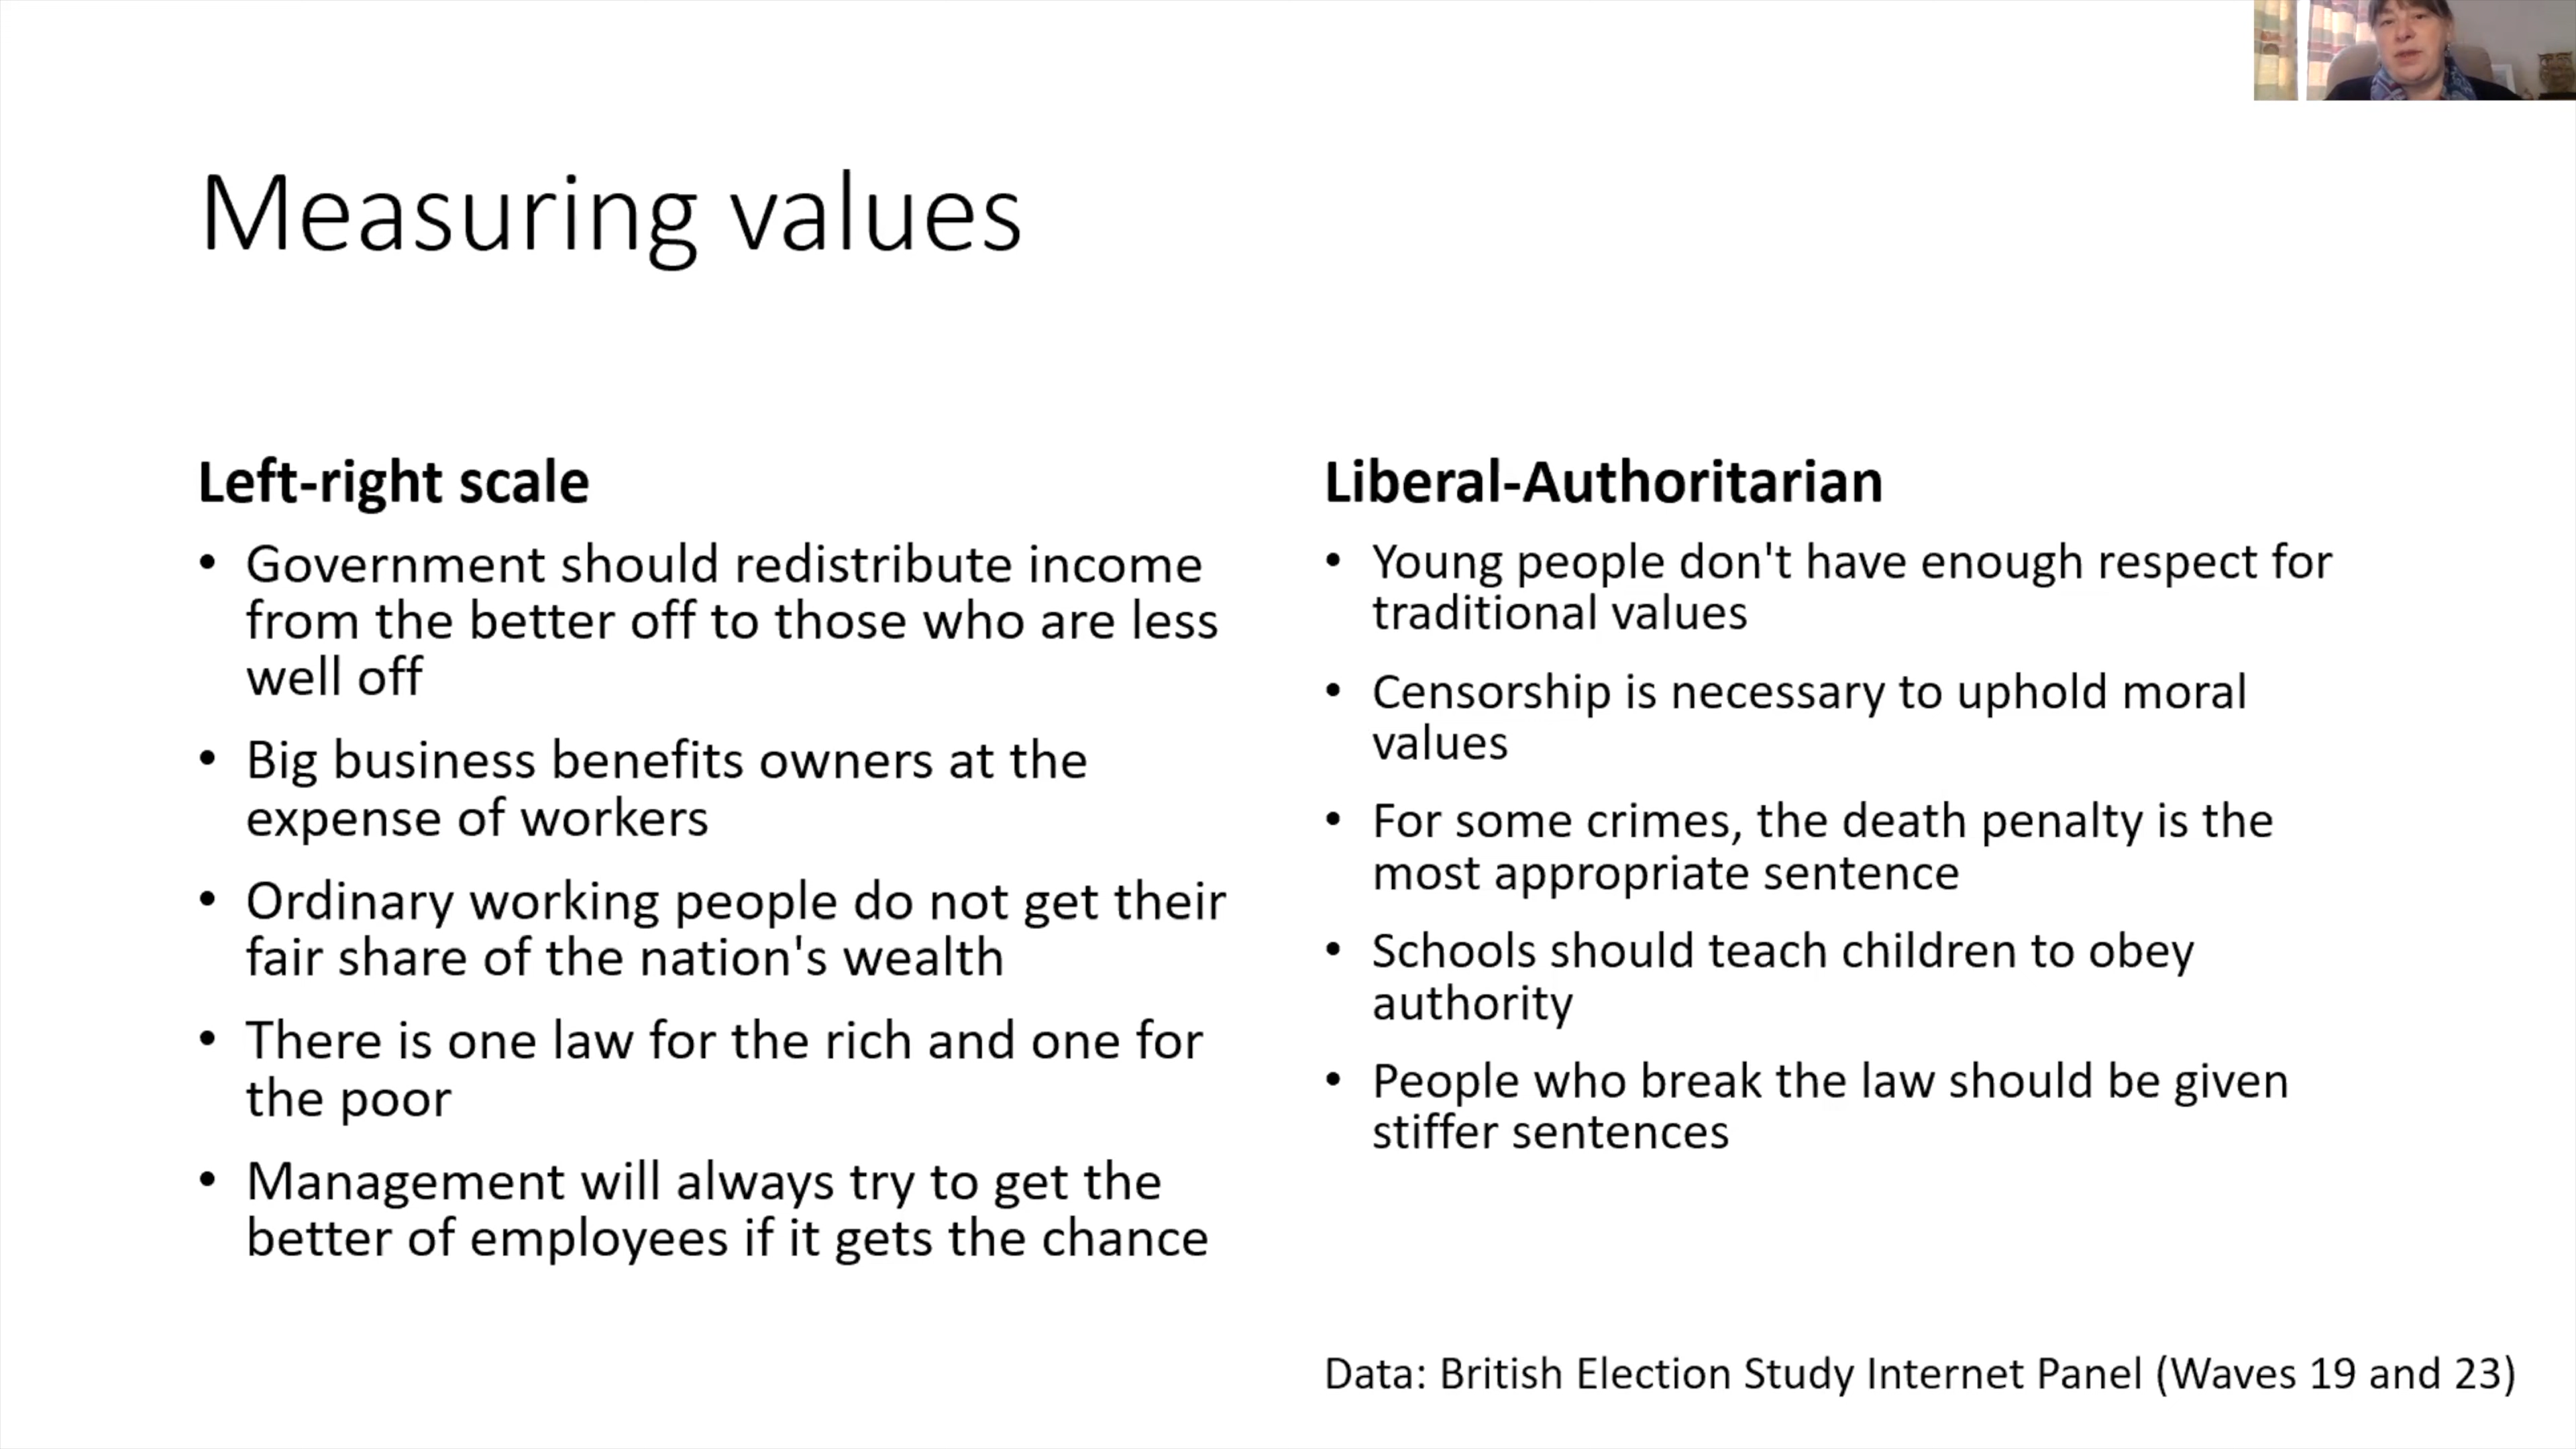 Measuring values
Left-right scale
• Government should redistribute income
from the better off to those who are less
well off
• Big business benefits owners at the
expense of workers
• Ordinary working people do not get their
fair share of the nation's wealth
• There is one law for the rich and one for
the poor
• Management will always try to get the
better of employees if it gets the chance
Liberal-Authoritarian
• Young people don't have enough respect for
traditional values
• Censorship is necessary to uphold moral
values
• For some crimes, the death penalty is the
most appropriate sentence
• Schools should teach children to obey
authority
• People who break the law should be given
stiffer sentences
Data: British Election Study Internet Panel (Waves 19 and 23)